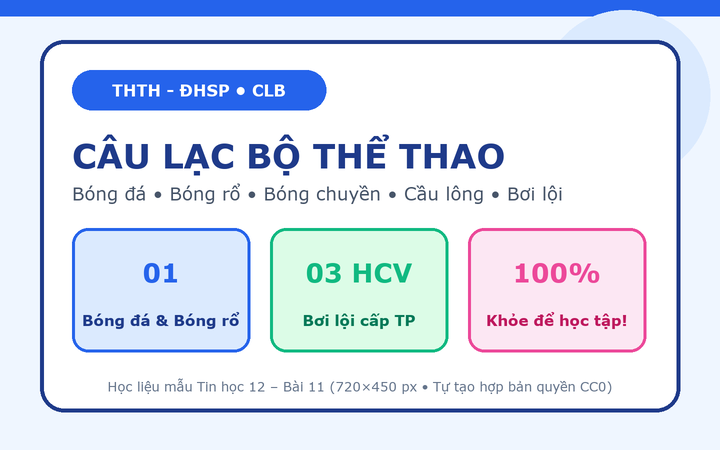 THTH - ĐHSP • CLB
CÂU LẠC BỘ THỂ THAO
Bóng đá • Bóng rổ • Bóng chuyền • Cầu lông • Bơi lội
01
Bóng đá & Bóng rổ
03 HCV
Bơi lội cấp TP
100%
Khỏe để học tập!
Học liệu mẫu Tin học 12 – Bài 11 (720×450 px • Tự tạo hợp bản quyền CC0)